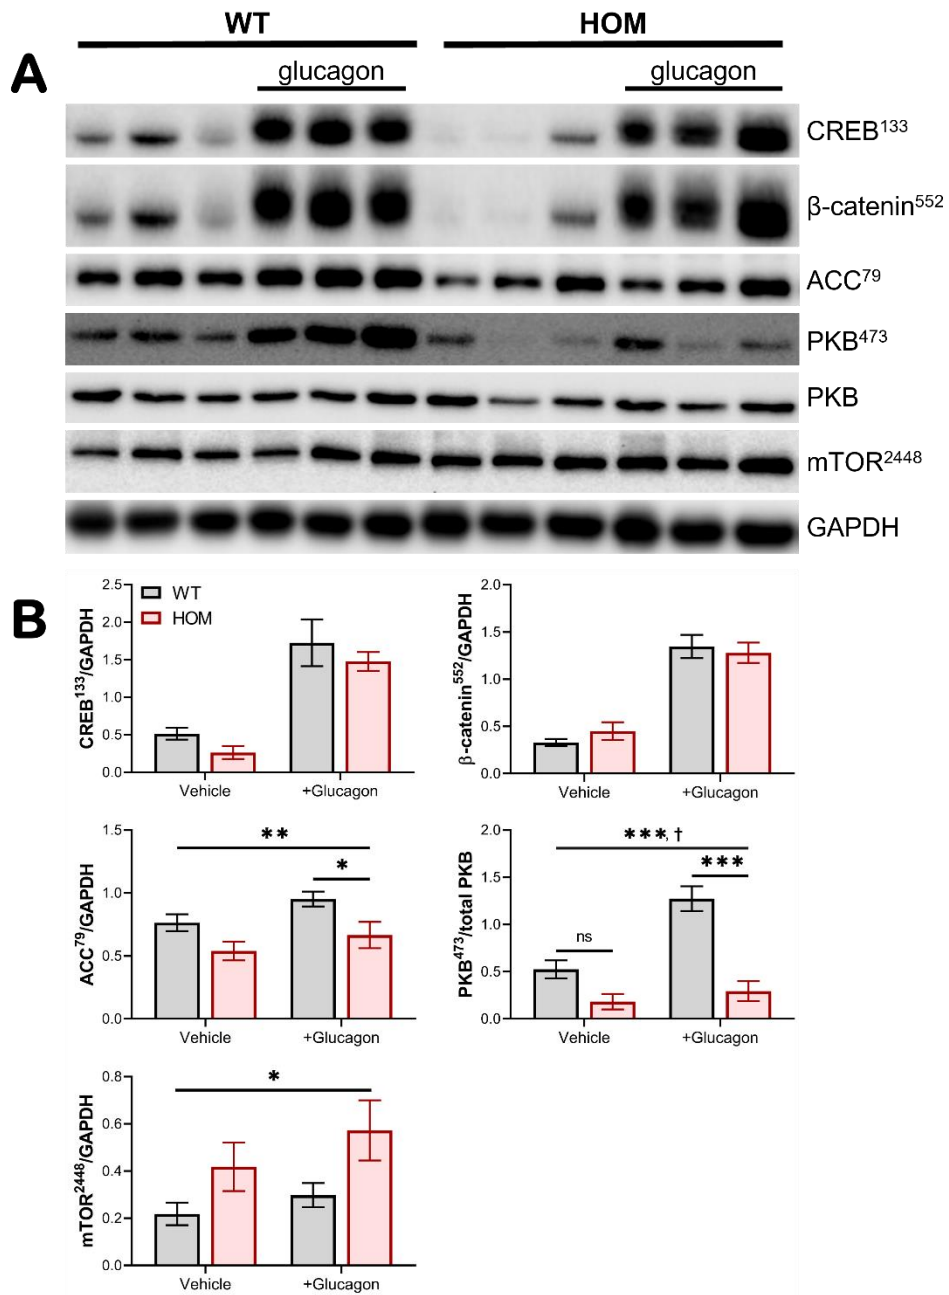 WT HOM
A
glucagon glucagon
CREB¹³³
β-catenin⁵⁵²
ACC⁷⁹
PKB⁴⁷³
PKB
mTOR²⁴⁴⁸
GAPDH
B
CREB¹³³/GAPDH
2.5
2.0
1.5
1.0
0.5
0.0
WT
HOM
Vehicle +Glucagon
β-catenin⁵⁵²/GAPDH
2.0
1.5
1.0
0.5
0.0
Vehicle +Glucagon
ACC⁷⁹/GAPDH
1.5
1.0
0.5
0.0
**
*
Vehicle +Glucagon
PKB⁴⁷³/total PKB
2.0
1.5
1.0
0.5
0.0
***, †
***
ns
Vehicle +Glucagon
mTOR²⁴⁴⁸/GAPDH
0.8
0.6
0.4
0.2
0.0
*
Vehicle +Glucagon